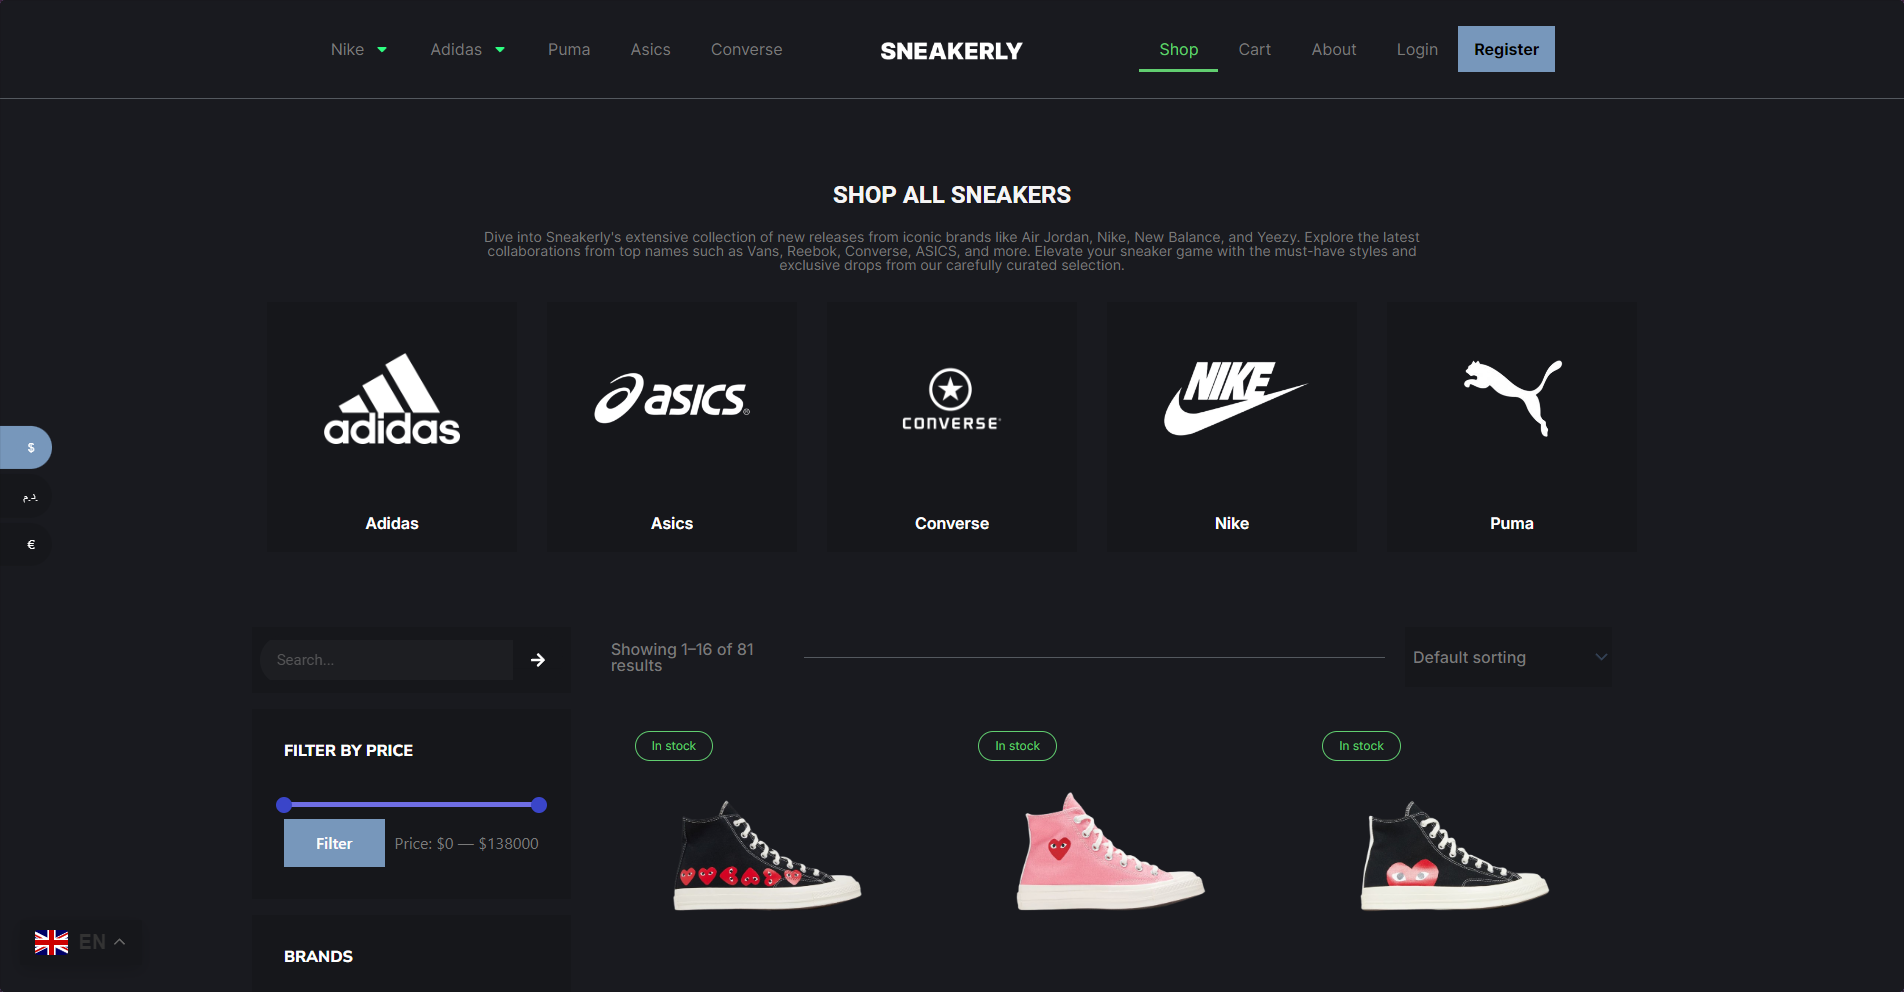 Nike
Adidas
Puma
Asics
Converse
SNEAKERLY
Shop
Cart
About
Login
Register
SHOP ALL SNEAKERS
Dive into Sneakerly's extensive collection of new releases from iconic brands like Air Jordan, Nike, New Balance, and Yeezy. Explore the latest
collaborations from top names such as Vans, Reebok, Converse, ASICS, and more. Elevate your sneaker game with the must-have styles and
exclusive drops from our carefully curated selection.
adidas
asics®
CONVERSE
NIKE
Adidas
Asics
Converse
Nike
Puma
$
د.م.
€
Search...
Showing 1–16 of 81
results
Default sorting
FILTER BY PRICE
Filter
Price: $0 — $138000
BRANDS
In stock
In stock
In stock
EN